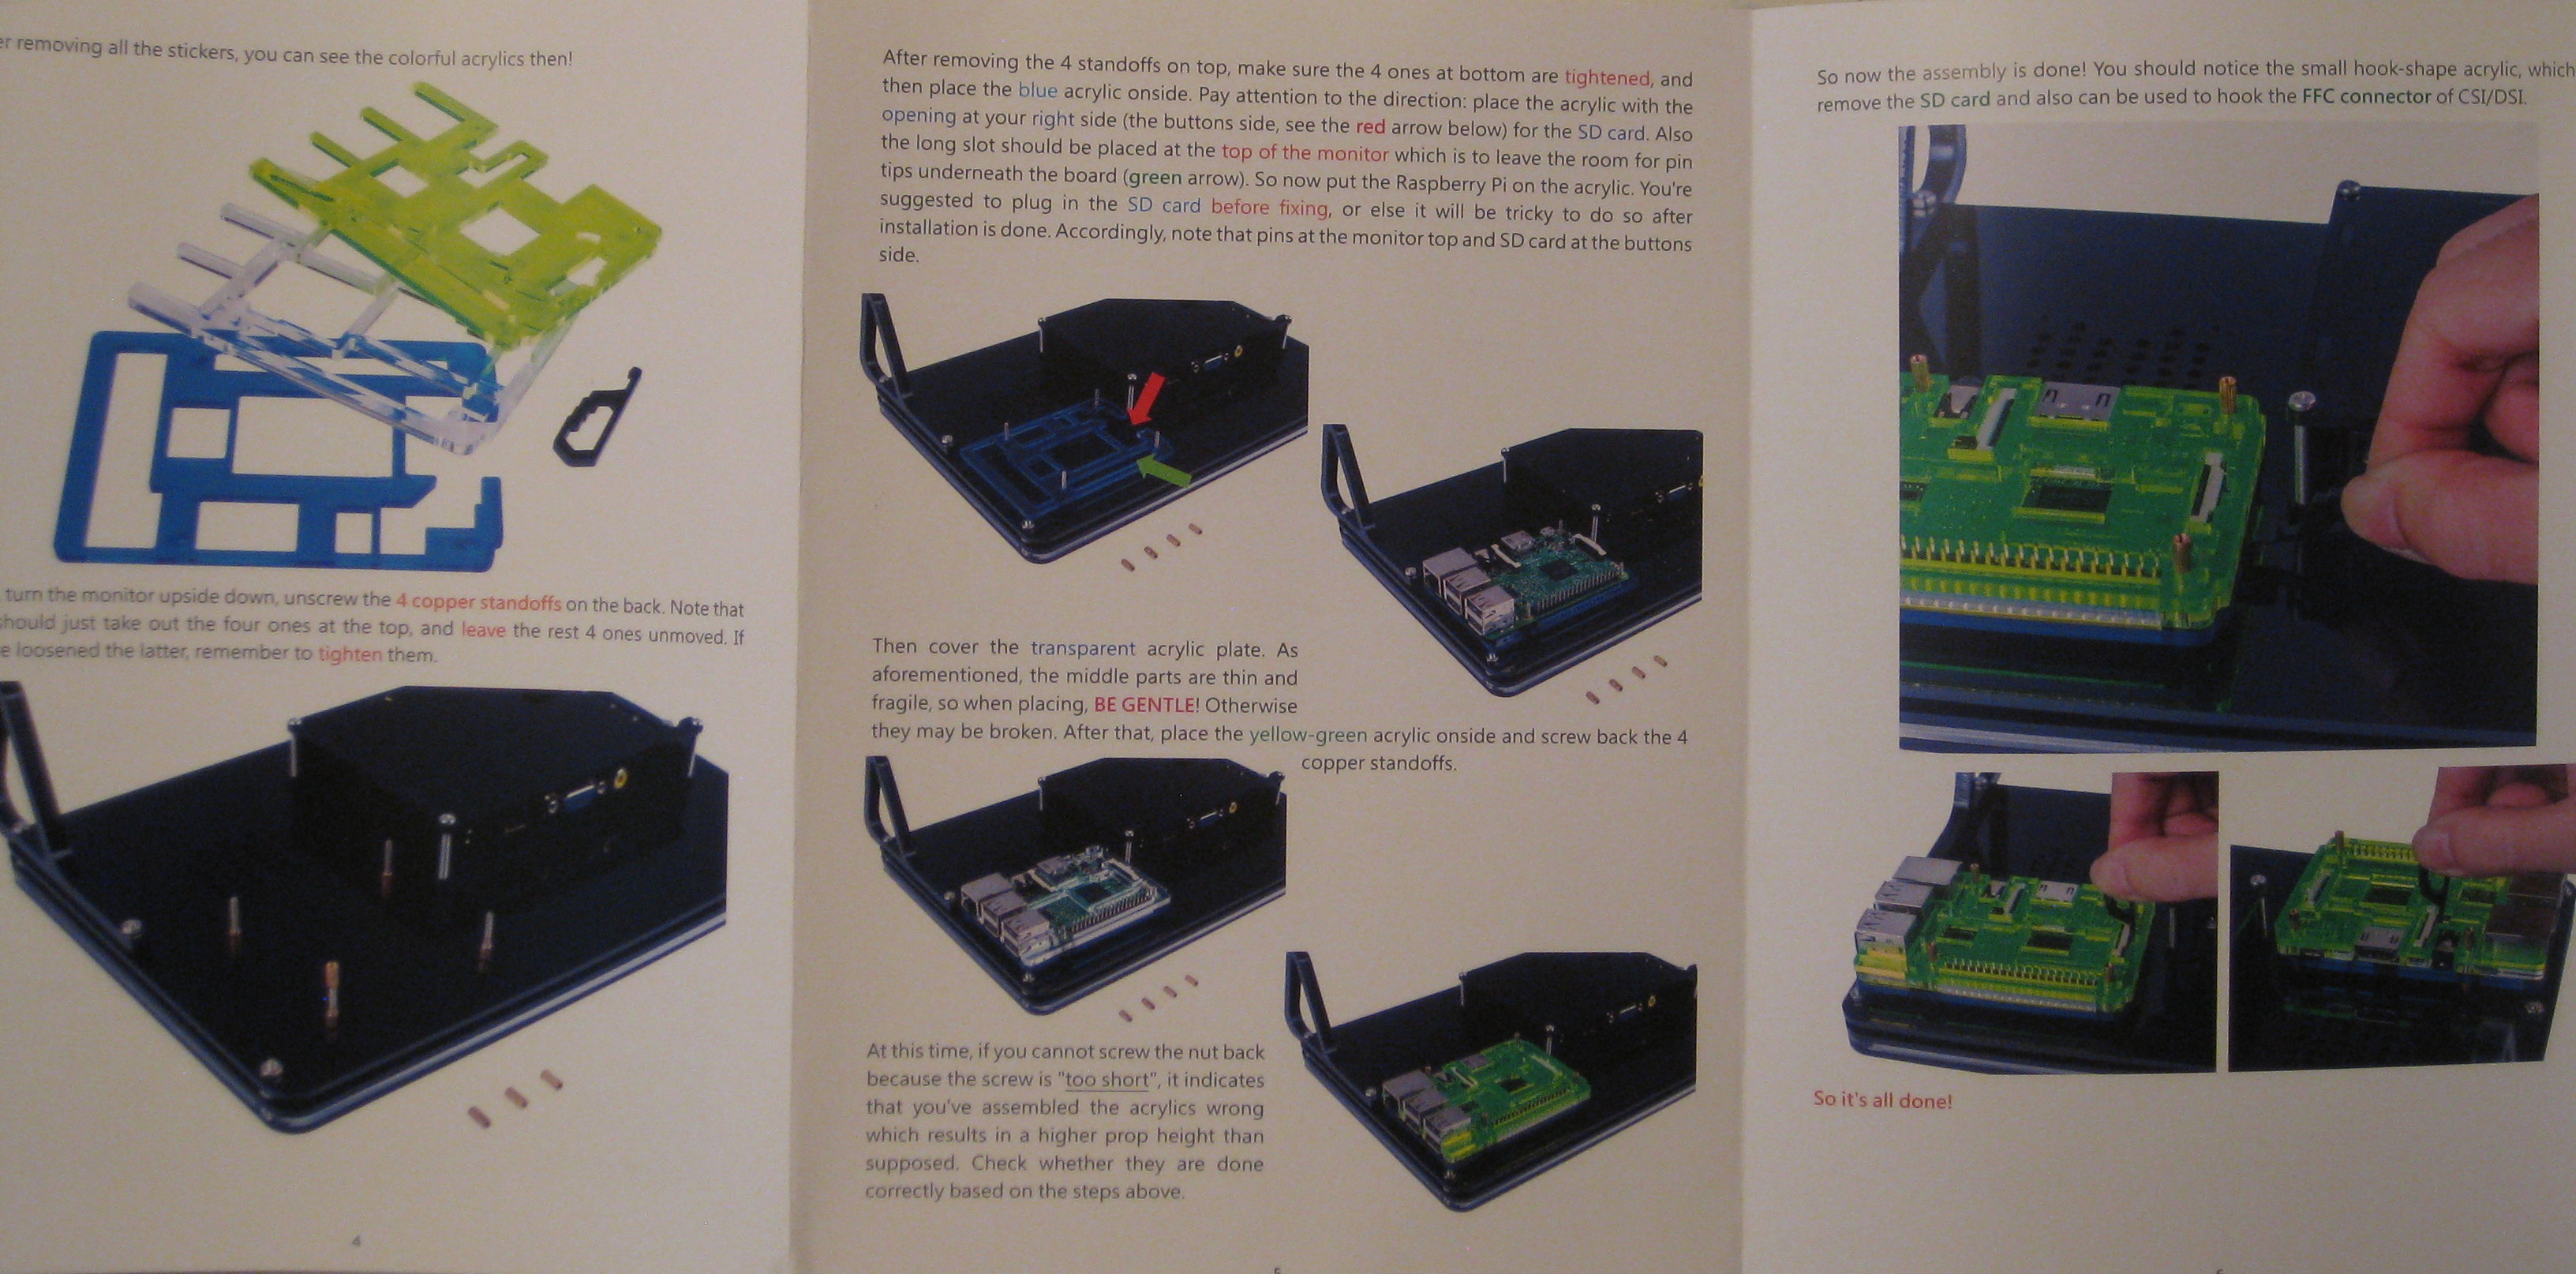 er removing all the stickers, you can see the colorful acrylics then!
turn the monitor upside down, unscrew the 4 copper standoffs on the back. Note that
should just take out the four ones at the top, and leave the rest 4 ones unmoved. If
e loosened the latter, remember to tighten them.
4
After removing the 4 standoffs on top, make sure the 4 ones at bottom are tightened, and
then place the blue acrylic onside. Pay attention to the direction: place the acrylic with the
opening at your right side (the buttons side, see the red arrow below) for the SD card. Also
the long slot should be placed at the top of the monitor which is to leave the room for pin
tips underneath the board (green arrow). So now put the Raspberry Pi on the acrylic. You're
suggested to plug in the SD card before fixing, or else it will be tricky to do so after
installation is done. Accordingly, note that pins at the monitor top and SD card at the buttons
side.
Then cover the transparent acrylic plate. As
aforementioned, the middle parts are thin and
fragile, so when placing, BE GENTLE! Otherwise
they may be broken. After that, place the yellow-green acrylic onside and screw back the 4
copper standoffs.
At this time, if you cannot screw the nut back
because the screw is "too short", it indicates
that you've assembled the acrylics wrong
which results in a higher prop height than
supposed. Check whether they are done
correctly based on the steps above.
So now the assembly is done! You should notice the small hook-shape acrylic, which
remove the SD card and also can be used to hook the FFC connector of CSI/DSI.
So it's all done!